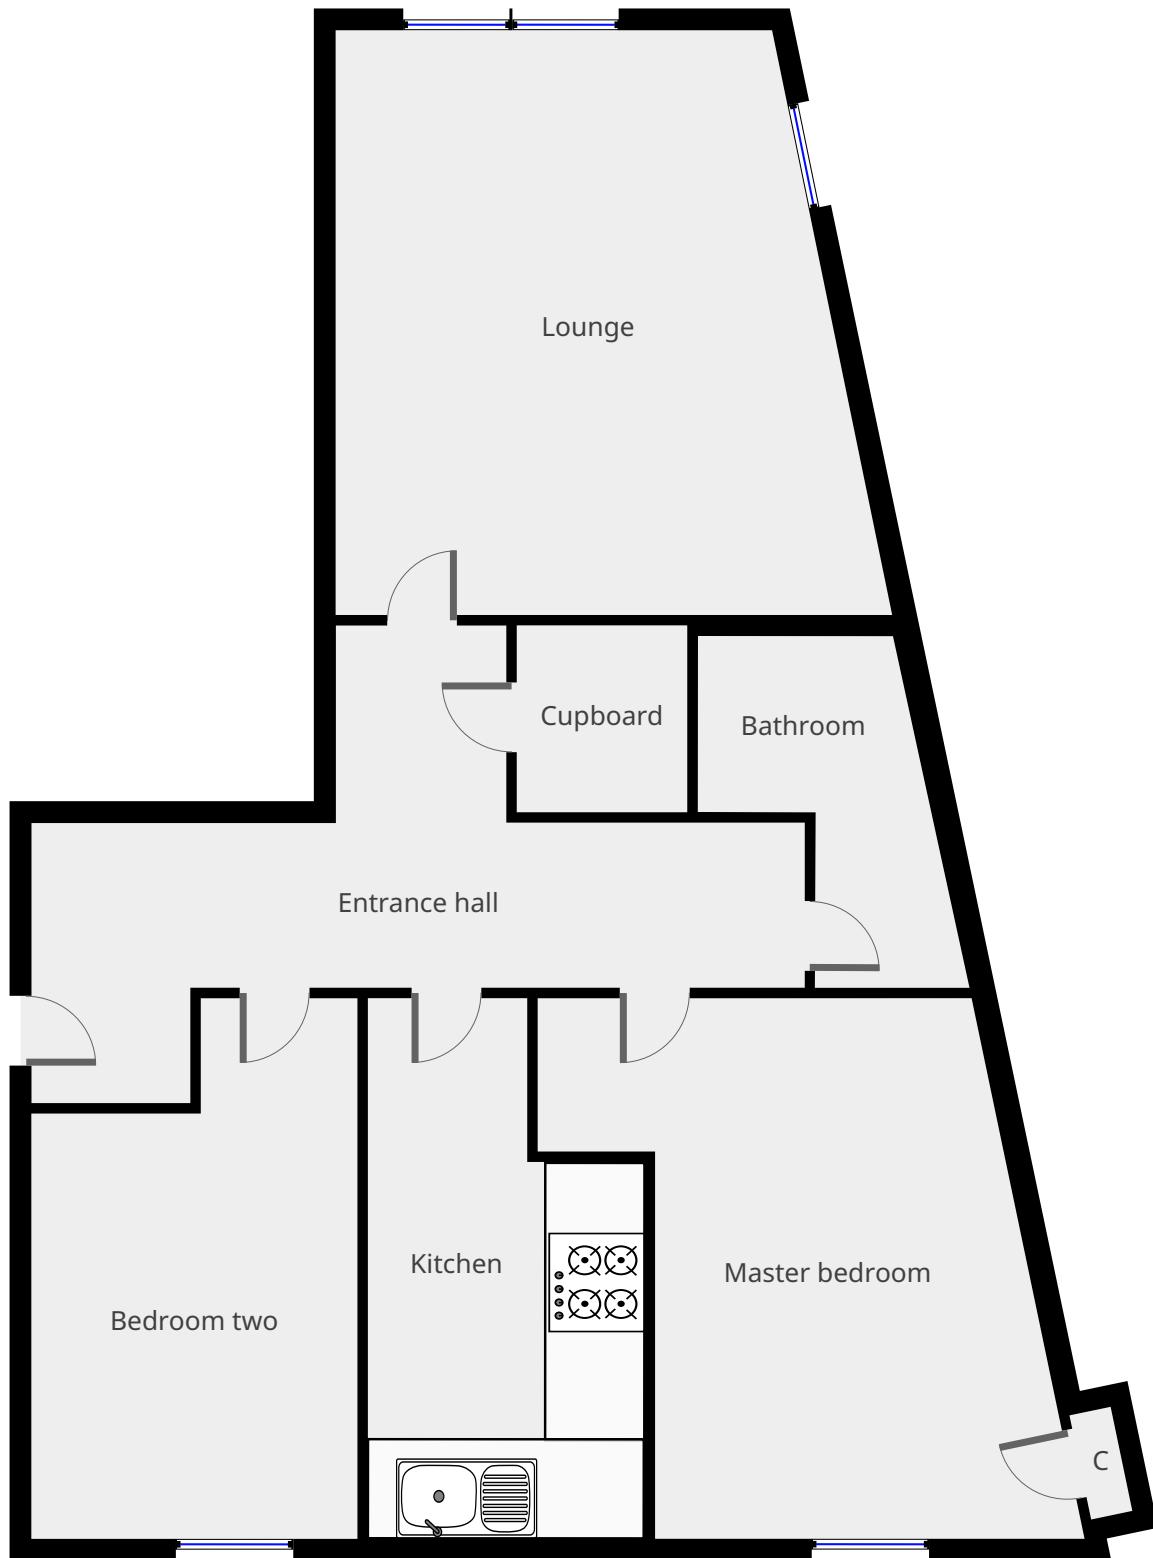 Lounge
Cupboard
Bathroom
Entrance hall
Kitchen
Master bedroom
Bedroom two
C